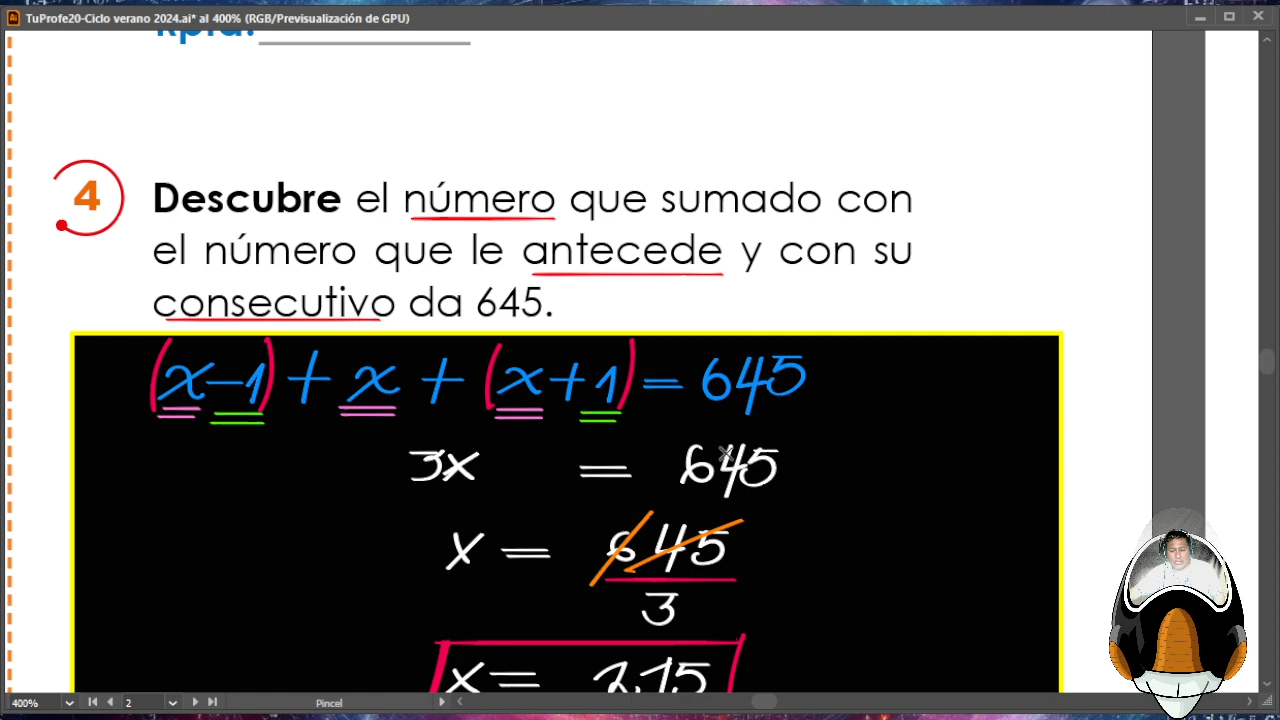 TuProfe20-Ciclo verano 2024.ai* al 400% (RGB/Previsualización de GPU)
4
Descubre el número que sumado con
el número que le antecede y con su
consecutivo da 645.
(x-1) + x + (x+1) = 645
3x = 645
x = 645
3
x = 215
400% 2 Pincel